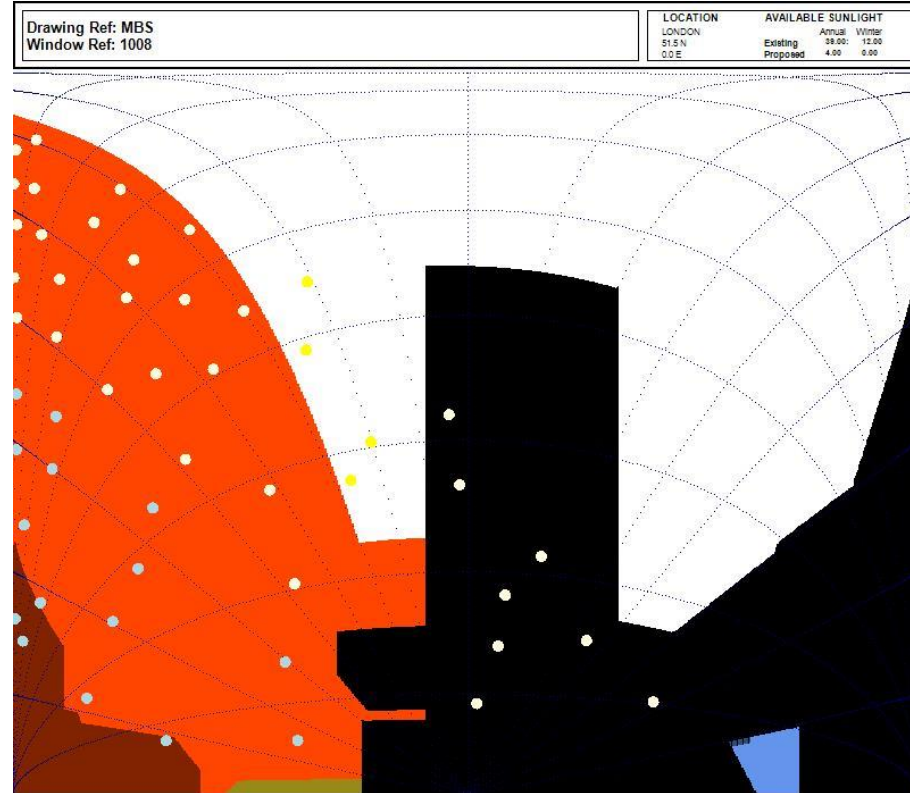 Drawing Ref: MBS
Window Ref: 1008
LOCATION
LONDON
51.5 N
0.0 E
AVAILABLE SUNLIGHT
Annual Winter
Existing 39.00: 12.00
Proposed 4.00 0.00